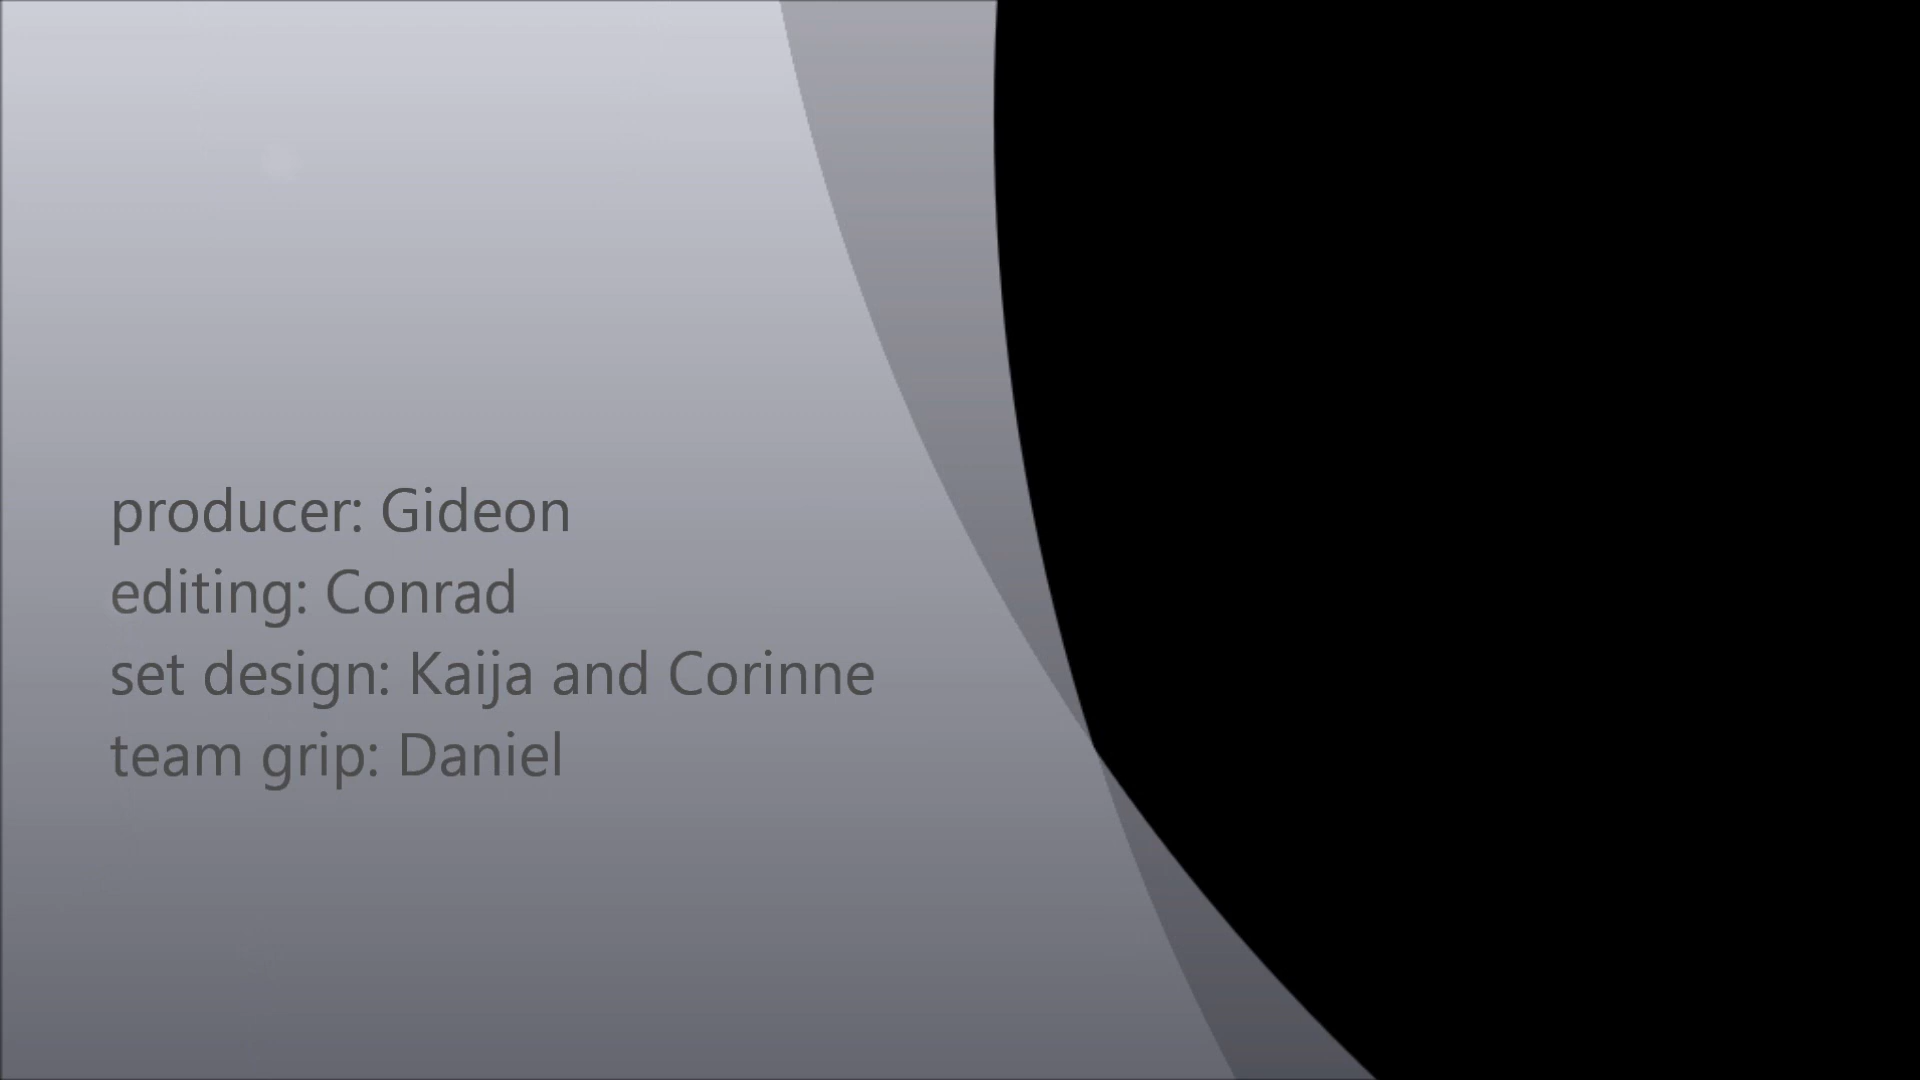 producer: Gideon
editing: Conrad
set design: Kaija and Corinne
team grip: Daniel